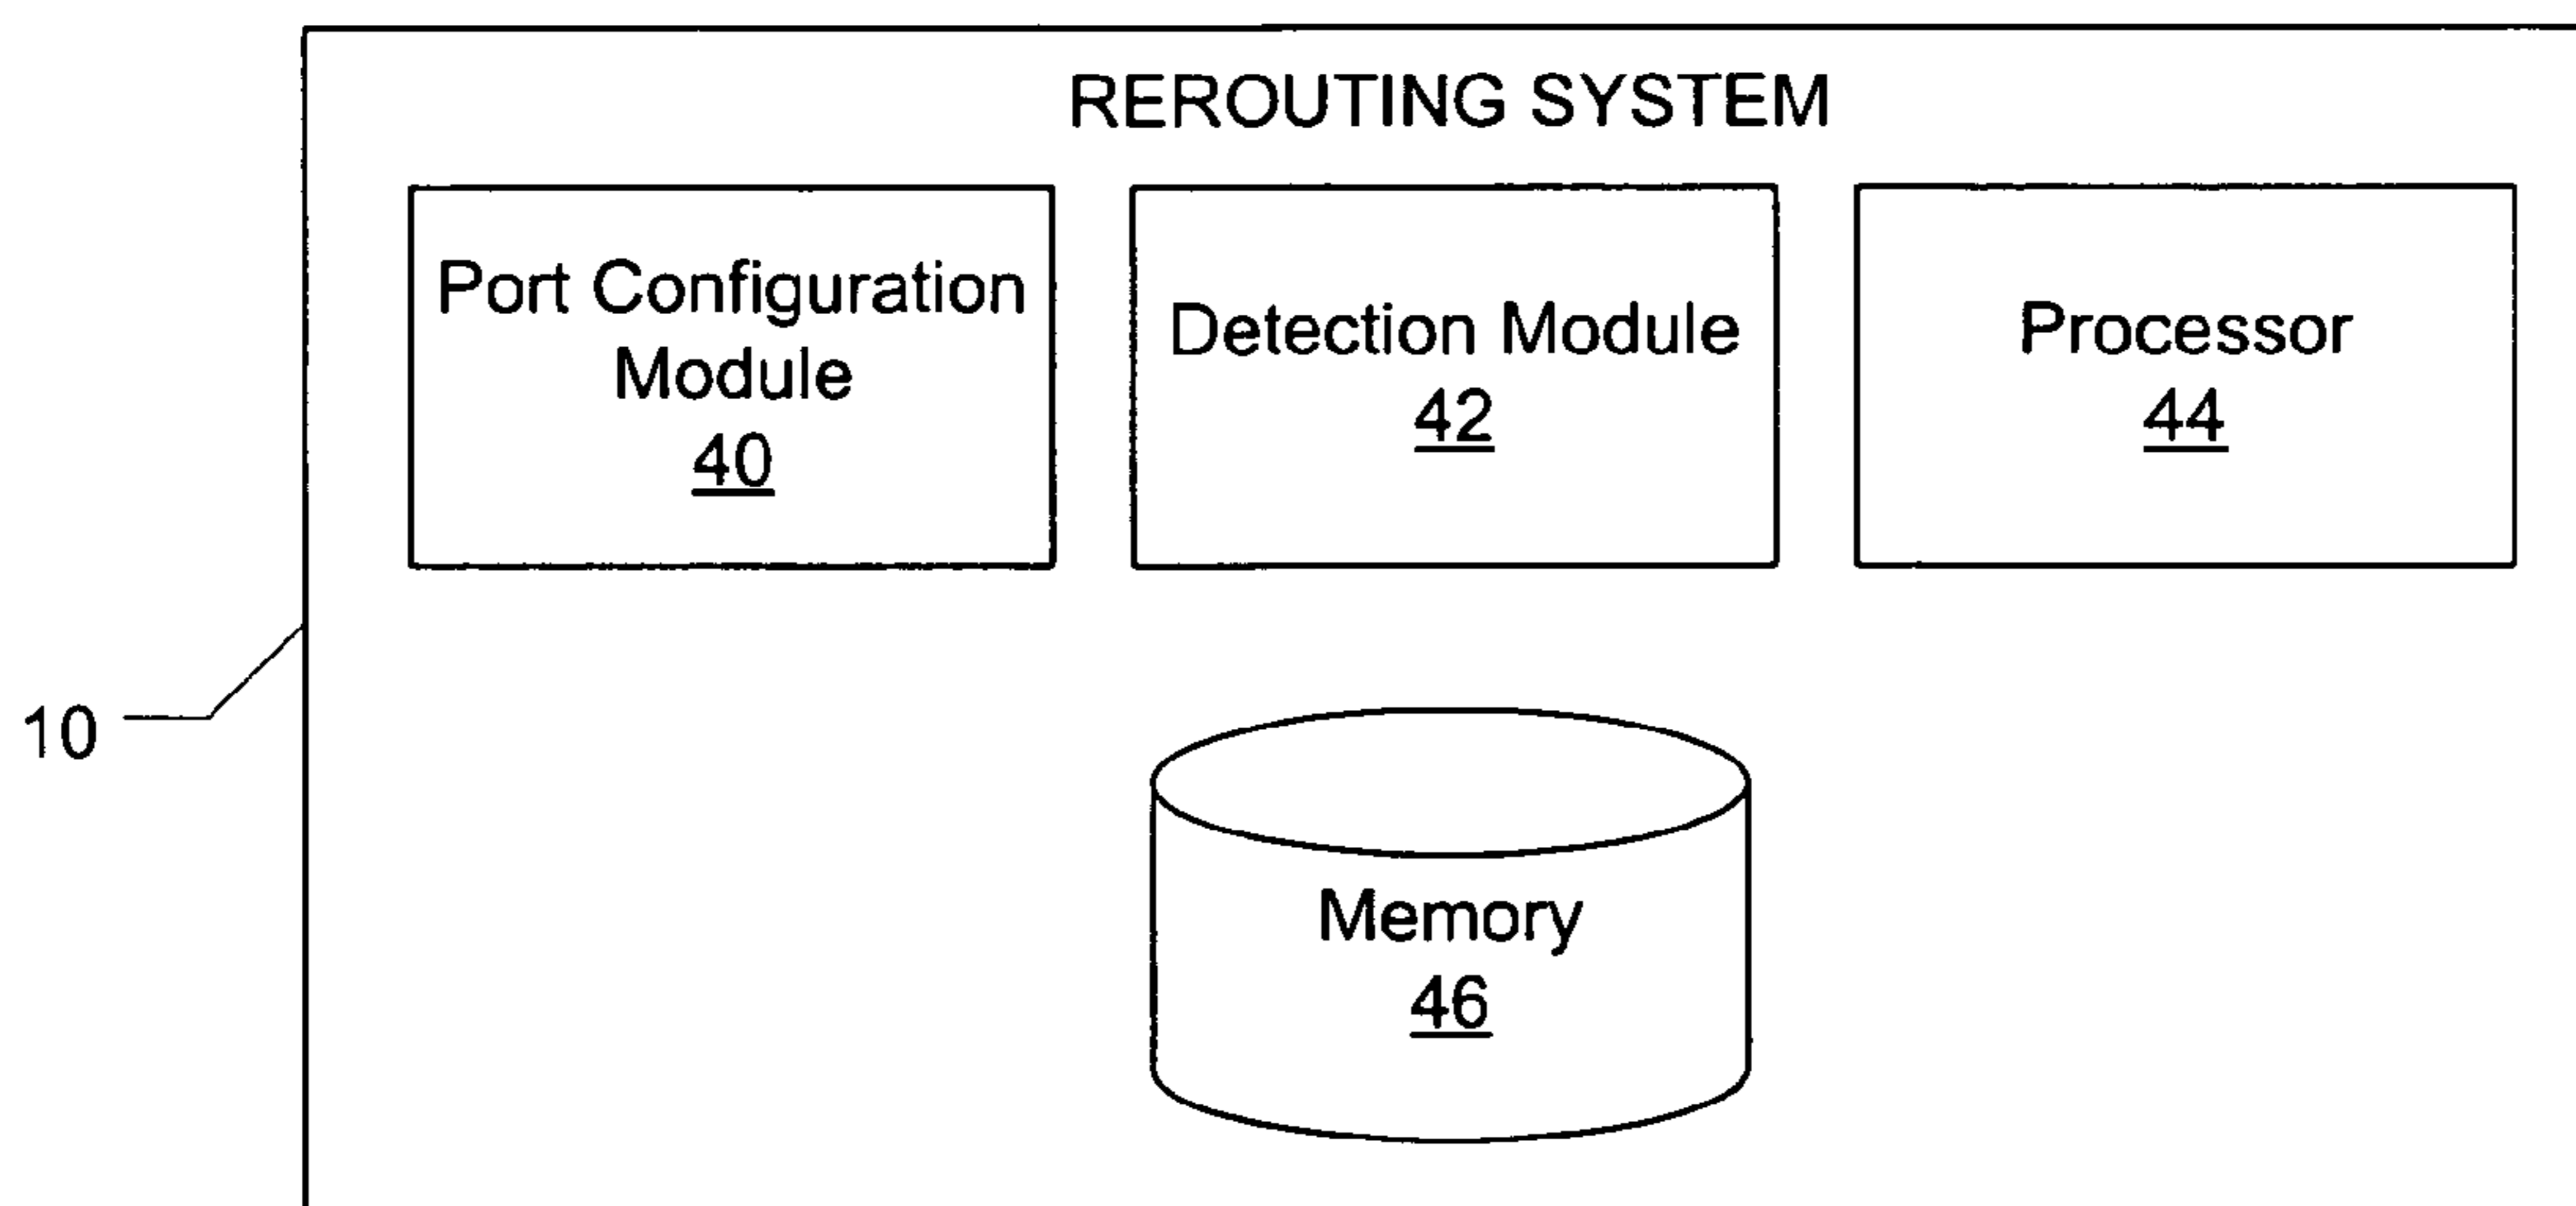 REROUTING SYSTEM
Port Configuration
Module
40
Detection Module
42
Processor
44
10
Memory
46